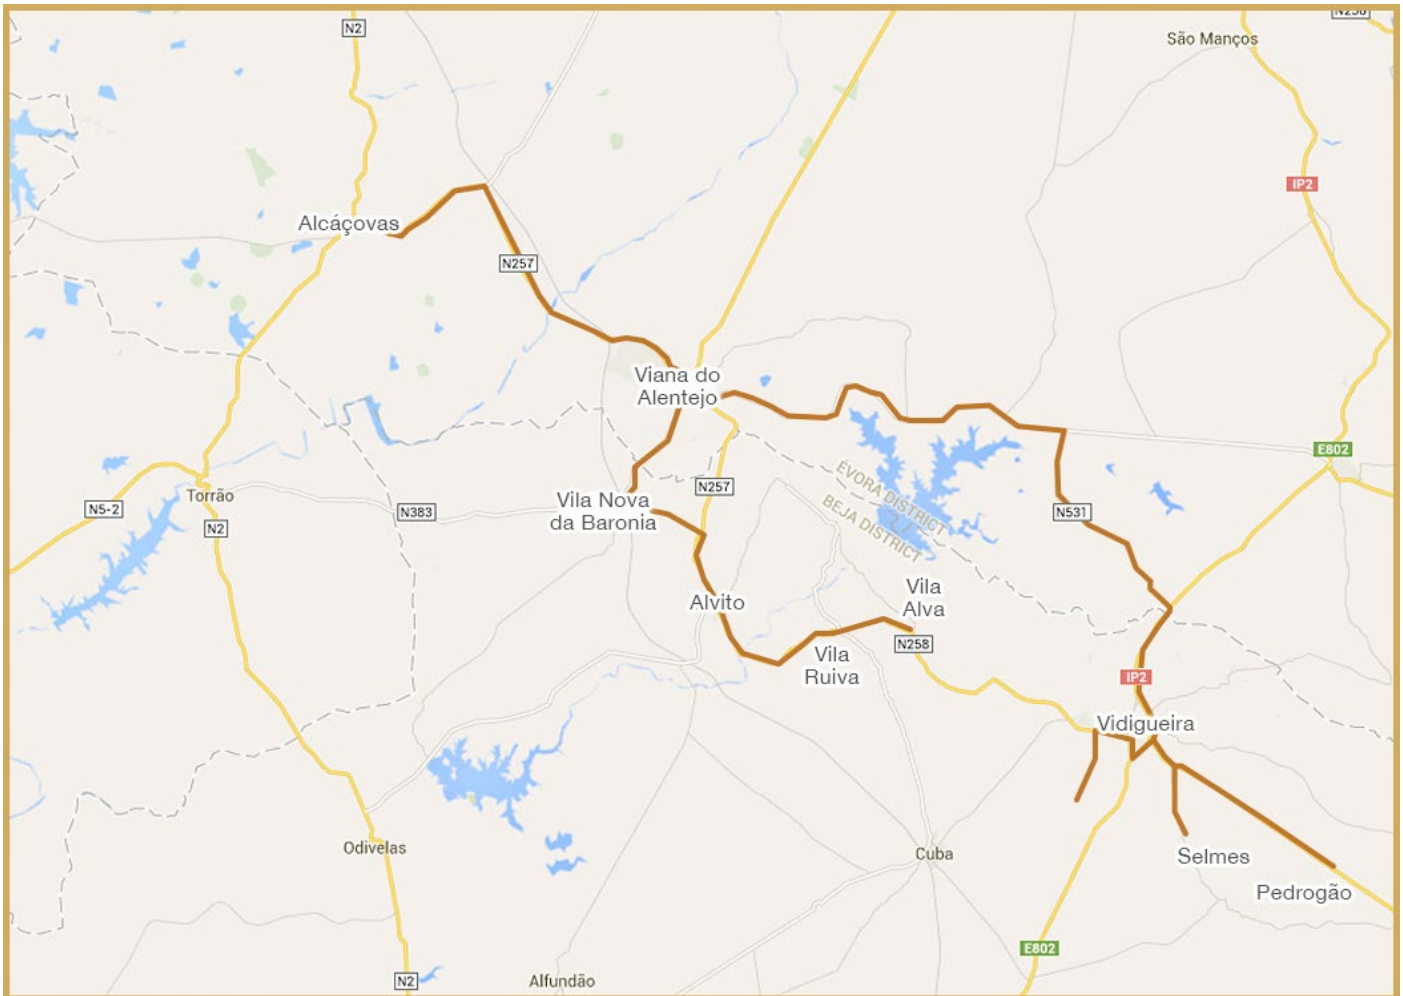 N2
N256
São Manços
IP2
Alcáçovas
N257
Viana do
Alentejo
E802
ÉVORA DISTRICT
BEJA DISTRICT
N257
Torrão
N5-2
N2
N383
Vila Nova
da Baronia
N531
Vila
Alva
Alvito
N258
Vila
Ruiva
IP2
Vidigueira
Odivelas
Cuba
Selmes
Pedrogão
E802
N2
Alfundão